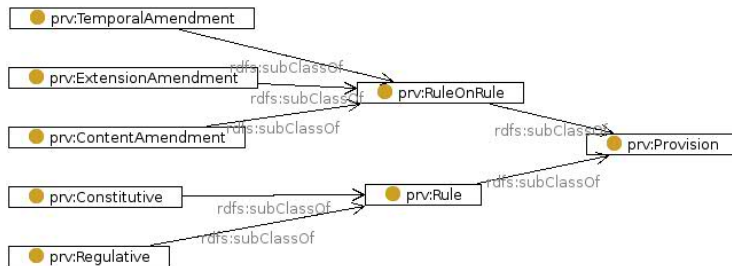 prv:TemporalAmendment
rdfs:subClassOf
prv:ExtensionAmendment
rdfs:subClassOf
prv:RuleOnRule
prv:ContentAmendment
rdfs:subClassOf
rdfs:subClassOf
prv:Provision
prv:Constitutive
rdfs:subClassOf
prv:Rule
rdfs:subClassOf
prv:Regulative
rdfs:subClassOf